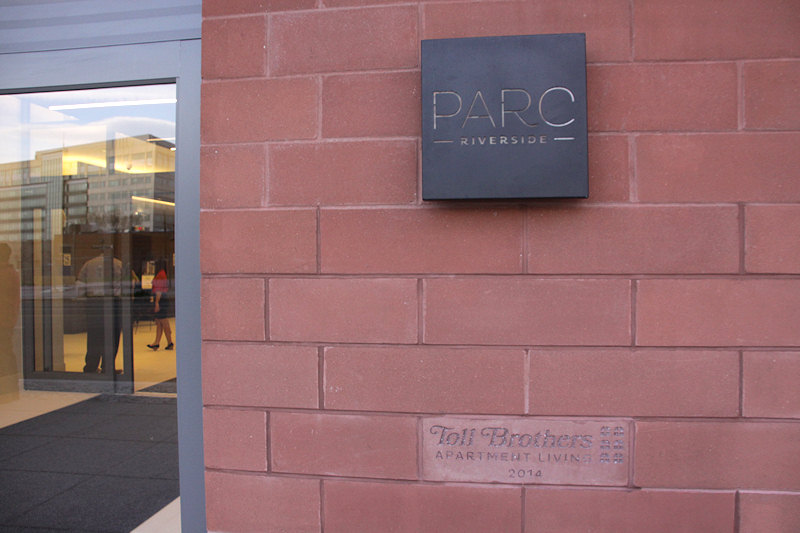 PARC
RIVERSIDE
Toll Brothers
APARTMENT LIVING
2014